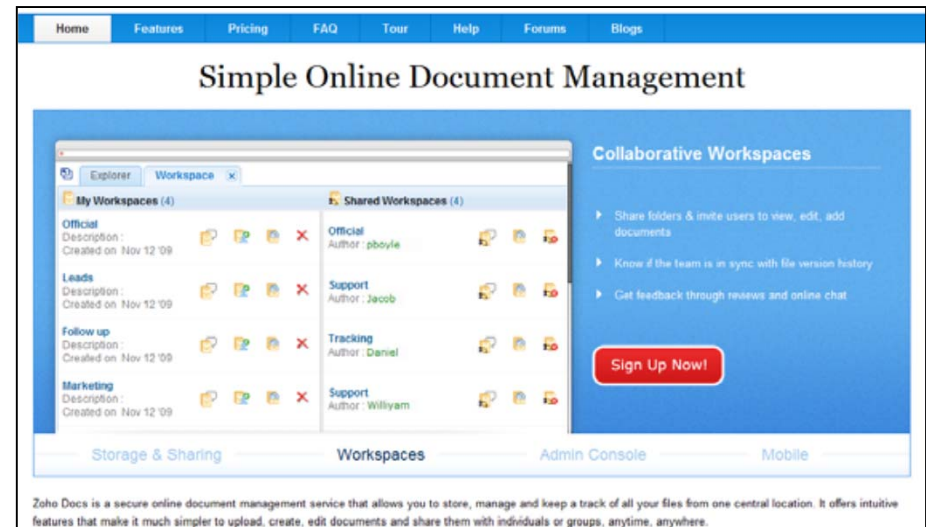 Home Features Pricing FAQ Tour Help Forums Blogs
Simple Online Document Management
Explorer Workspace x
My Workspaces (4)
Official
Description :
Created on Nov 12 '09
Leads
Description :
Created on Nov 12 '09
Follow up
Description :
Created on Nov 12 '09
Marketing
Description :
Created on Nov 12 '09
Shared Workspaces (4)
Official
Author : pboyle
Support
Author : Jacob
Tracking
Author : Daniel
Support
Author : Williyam
Collaborative Workspaces
Share folders & invite users to view, edit, add
documents
Know if the team is in sync with file version history
Get feedback through reviews and online chat
Sign Up Now!
Storage & Sharing Workspaces Admin Console Mobile
Zoho Docs is a secure online document management service that allows you to store, manage and keep a track of all your files from one central location. It offers intuitive
features that make it much simpler to upload, create, edit documents and share them with individuals or groups, anytime, anywhere.